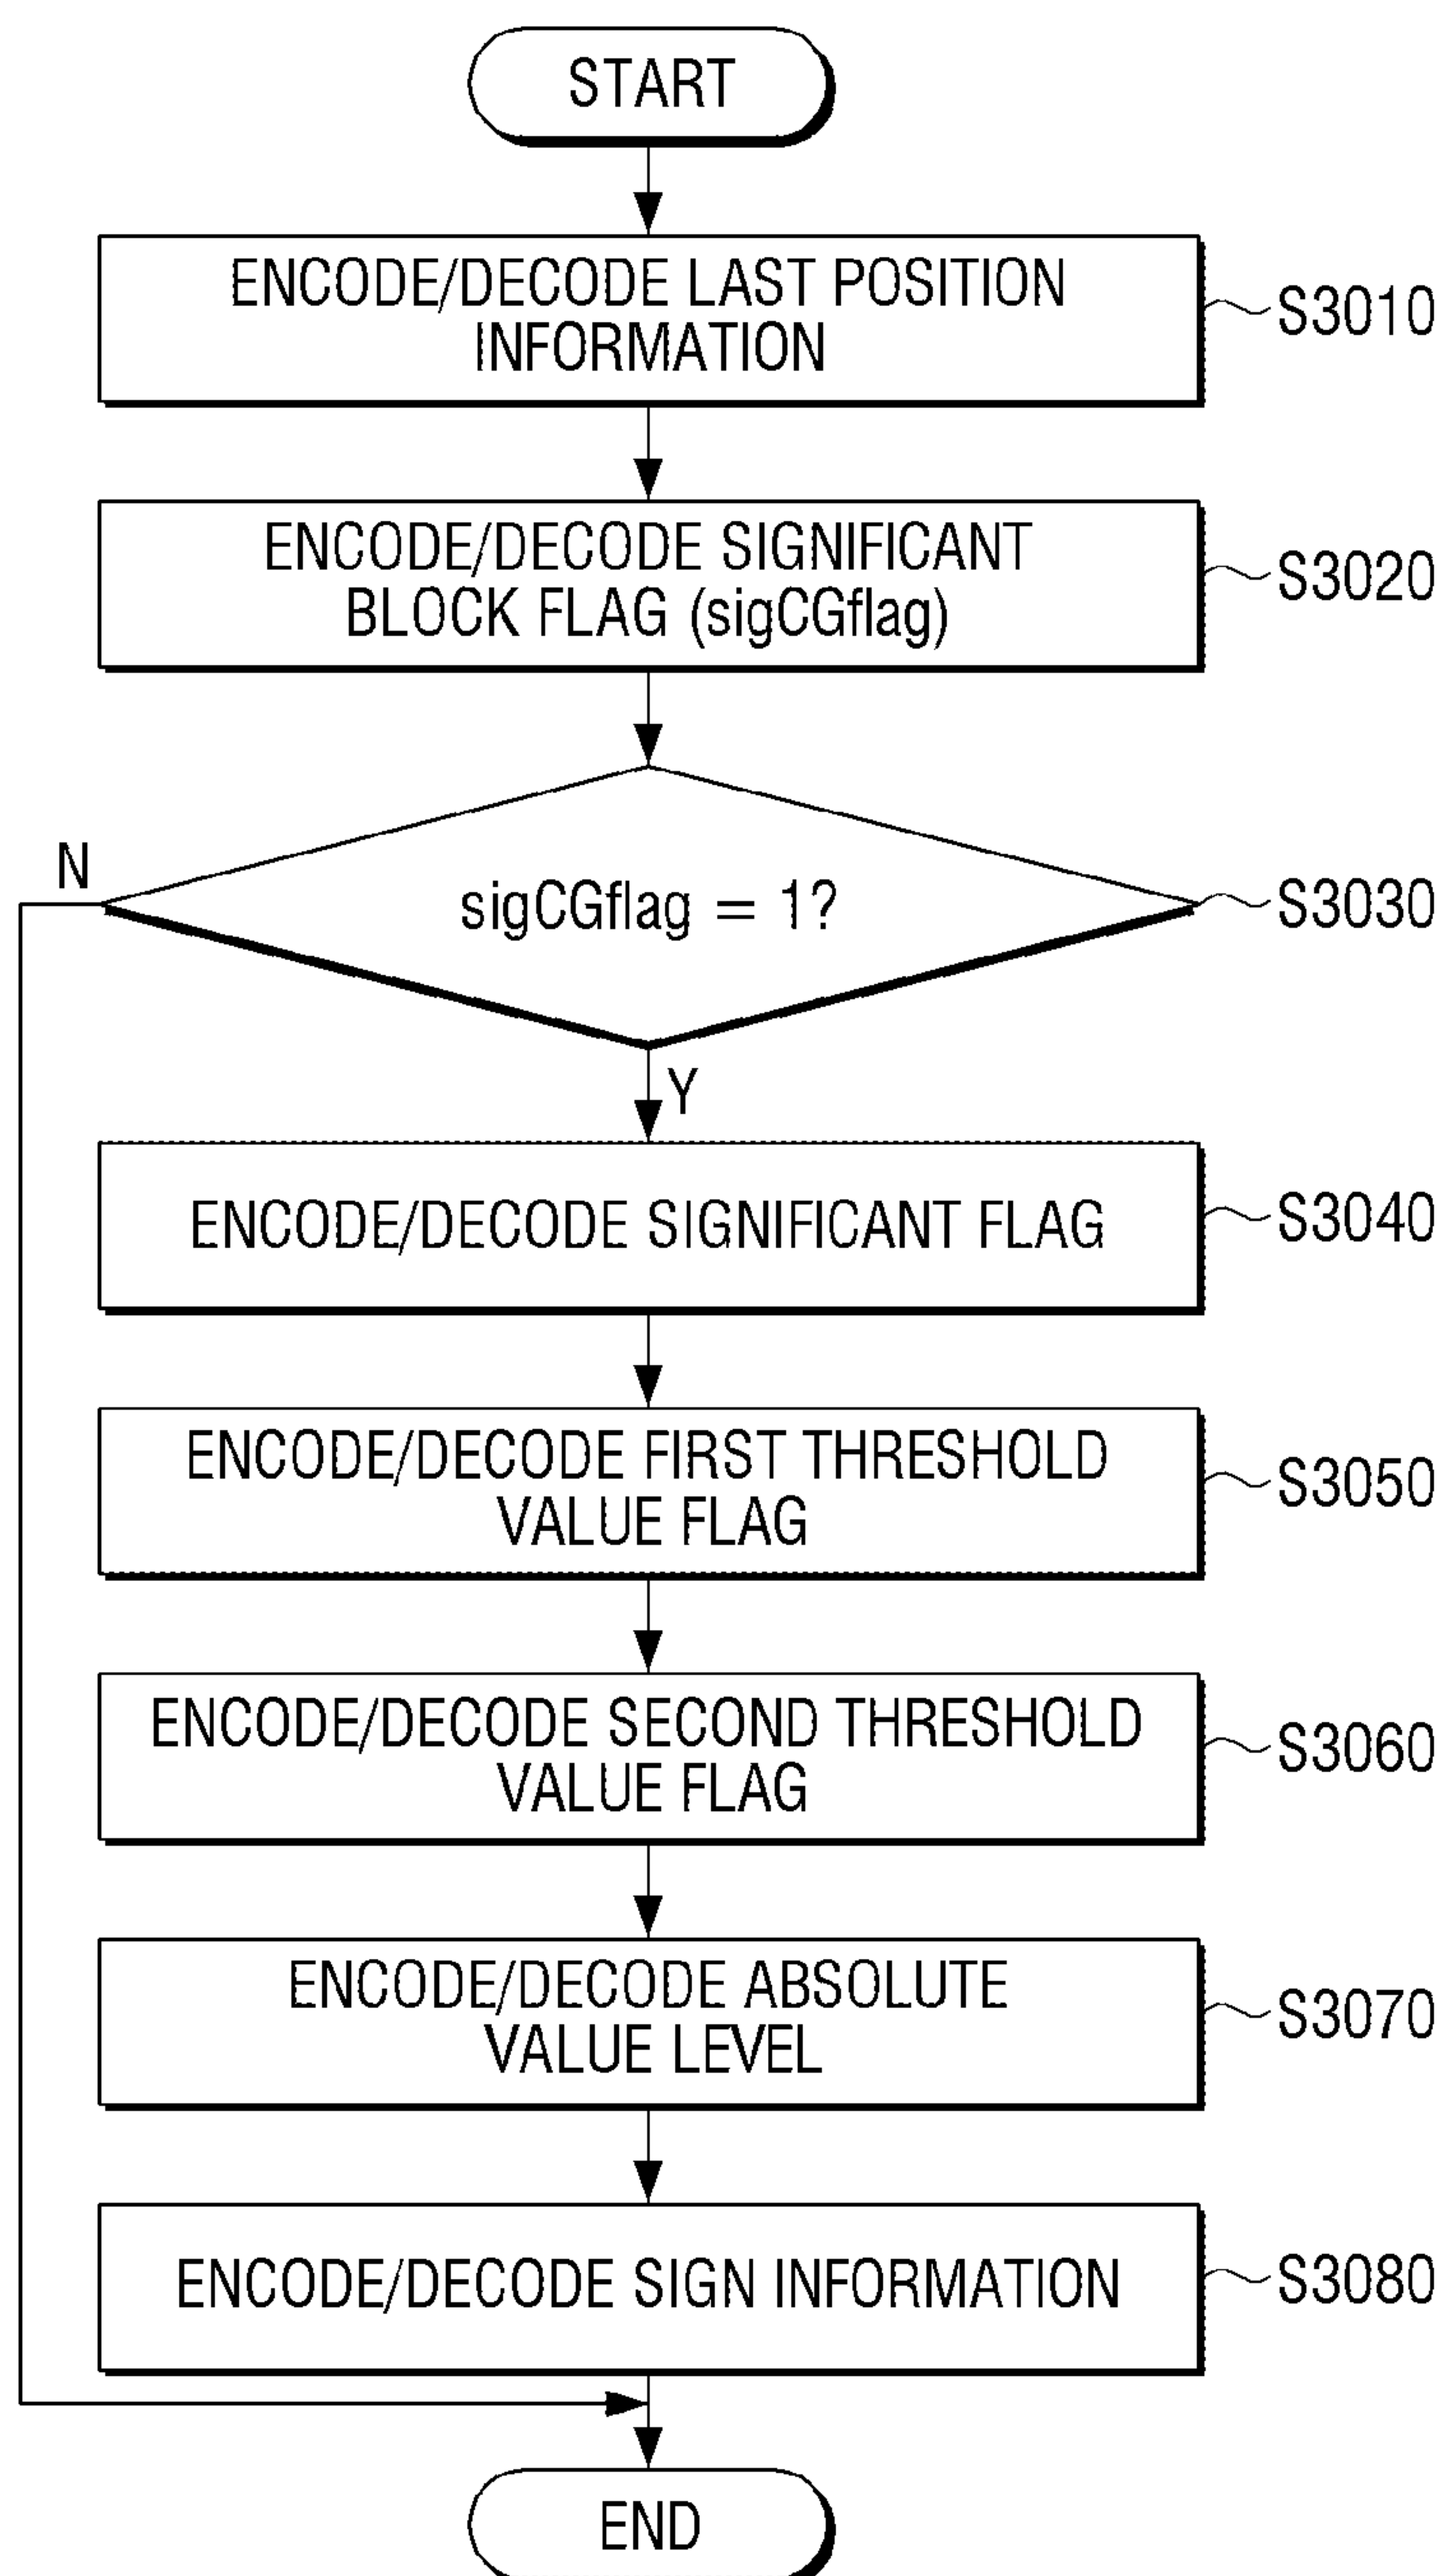 START
ENCODE/DECODE LAST POSITION
INFORMATION
S3010
ENCODE/DECODE SIGNIFICANT
BLOCK FLAG (sigCGflag)
S3020
N
sigCGflag = 1?
S3030
Y
ENCODE/DECODE SIGNIFICANT FLAG
S3040
ENCODE/DECODE FIRST THRESHOLD
VALUE FLAG
S3050
ENCODE/DECODE SECOND THRESHOLD
VALUE FLAG
S3060
ENCODE/DECODE ABSOLUTE
VALUE LEVEL
S3070
ENCODE/DECODE SIGN INFORMATION
S3080
END